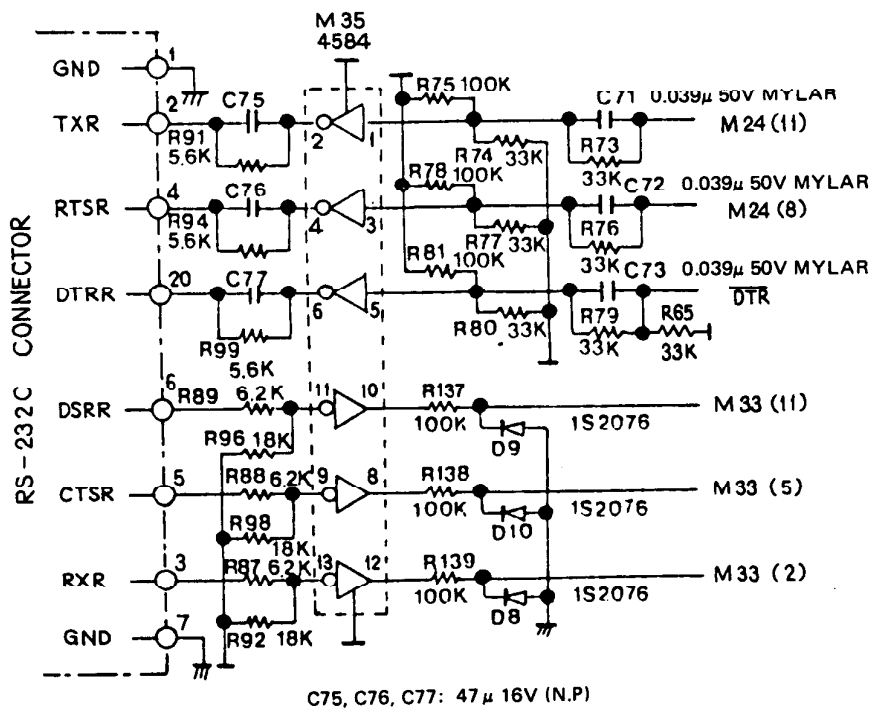 M35
4584
GND
1
TXR
2
C75
R91
5.6K
2
1
R75 100K
R74
33K
C71
0.039μ 50V MYLAR
M24 (11)
R73
33K
RTSR
4
C76
R94
5.6K
4
3
R78
100K
R77
33K
C72
0.039μ 50V MYLAR
M24 (8)
R76
33K
DTRR
20
C77
R99
5.6K
6
5
R81
100K
R80
33K
C73
0.039μ 50V MYLAR
DTR
R79
33K
R65
33K
RS-232C CONNECTOR
DSRR
6
R89
6.2K
R96
18K
11
10
R137
100K
D9
1S2076
M33 (11)
CTSR
5
R88
6.2K
R98
18K
9
8
R138
100K
D10
1S2076
M33 (5)
RXR
3
R87
6.2K
R92
18K
13
12
R139
100K
D8
1S2076
M33 (2)
GND
7
C75, C76, C77: 47μ 16V (N.P)